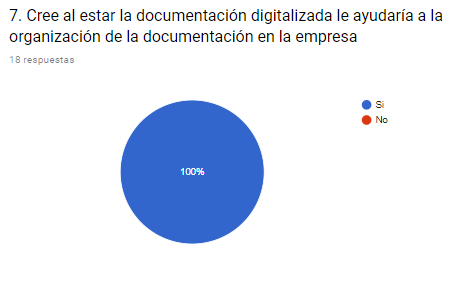 7. Cree al estar la documentación digitalizada le ayudaría a la
organización de la documentación en la empresa
18 respuestas
Si
No
100%